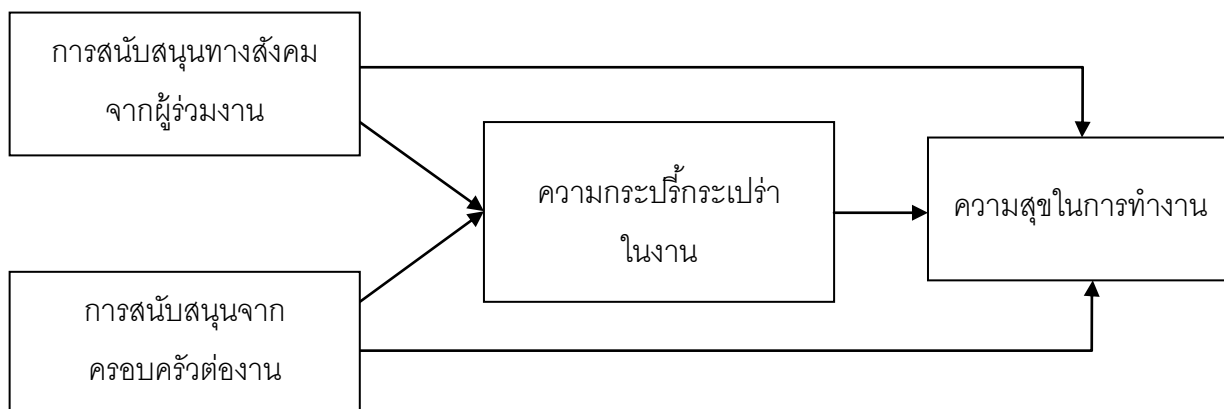 การสนับสนุนทางสังคม
จากผู้ร่วมงาน
ความกระปรี้กระเปร่า
ในงาน
ความสุขในการทำงาน
การสนับสนุนจาก
ครอบครัวต่องาน